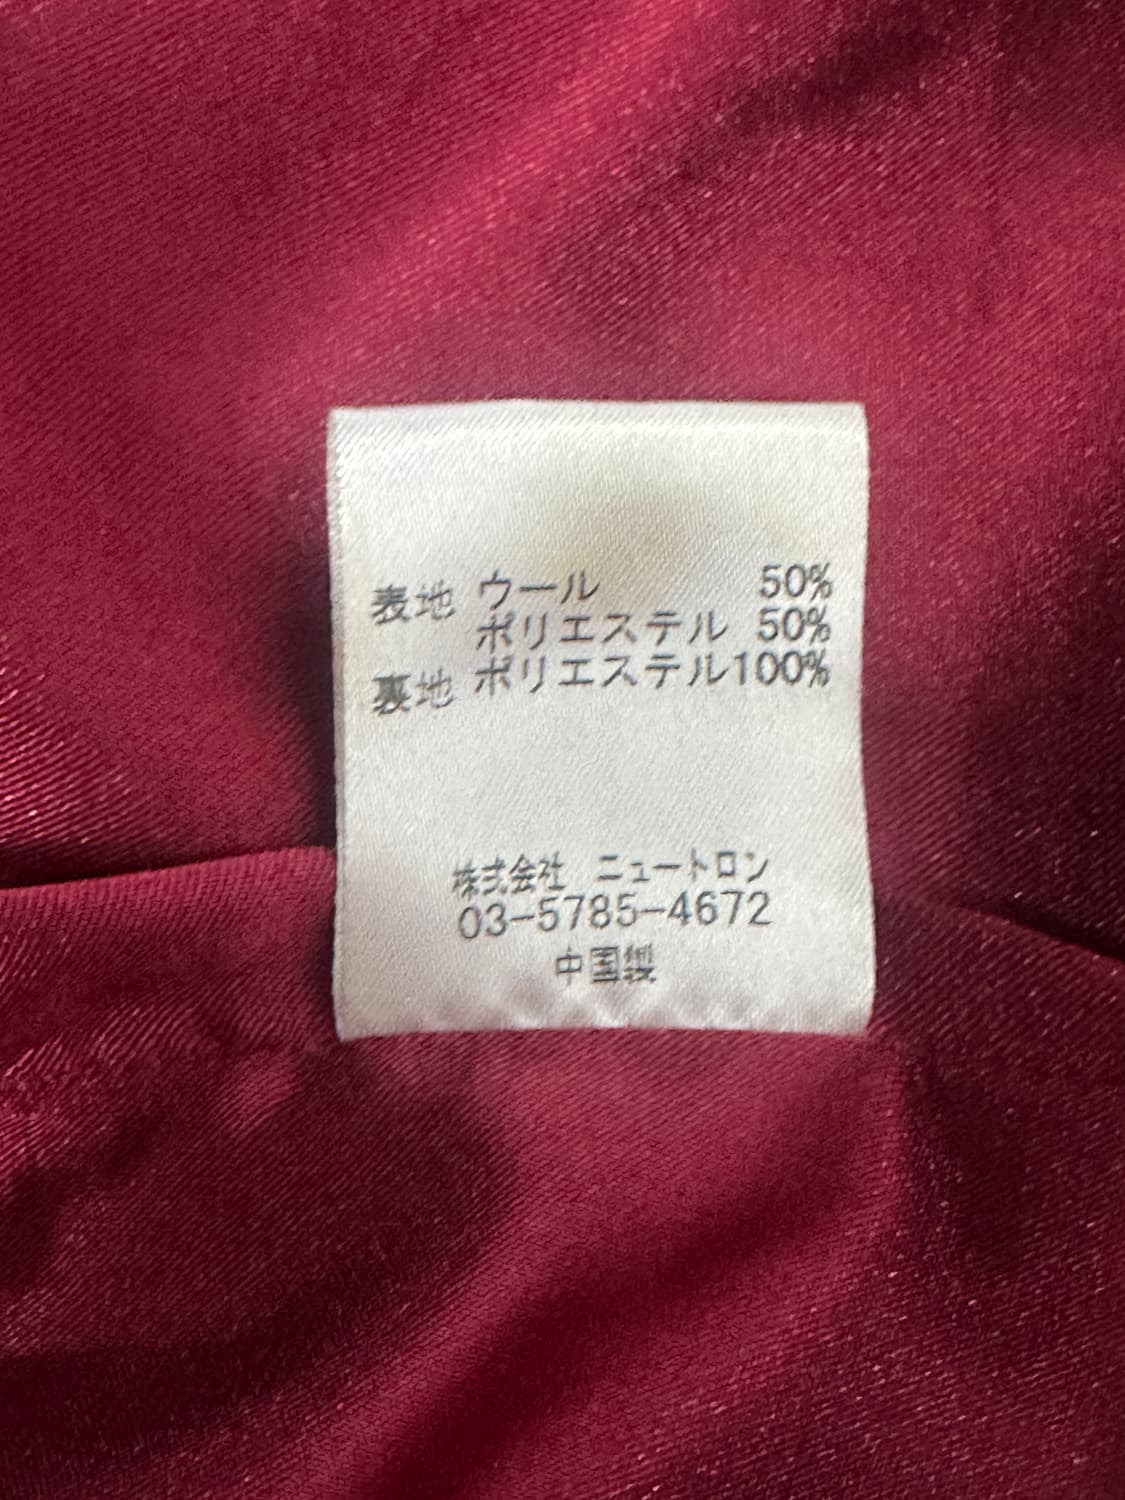 表地 ウール 50%
ポリエステル 50%
裏地 ポリエステル100%
株式会社 ニュートロン
03-5785-4672
中国製